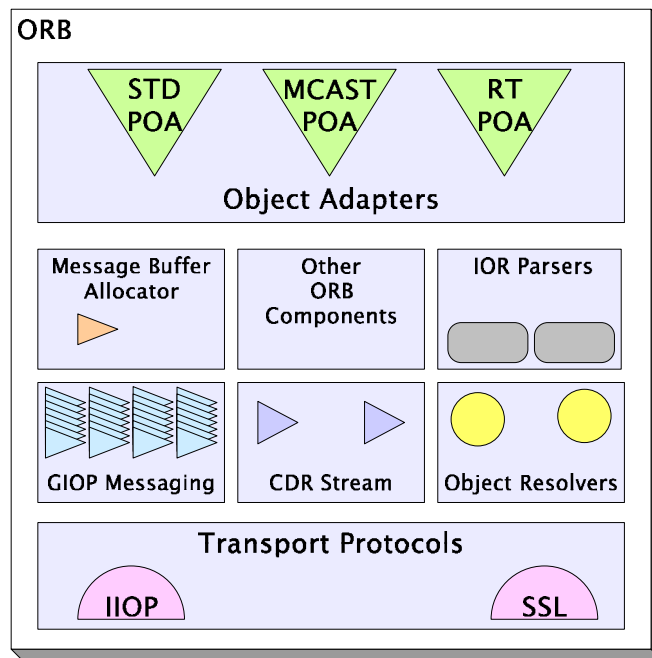 ORB
STD
POA
MCAST
POA
RT
POA
Object Adapters
Message Buffer
Allocator
Other
ORB
Components
IOR Parsers
GIOP Messaging
CDR Stream
Object Resolvers
Transport Protocols
IIOP
SSL